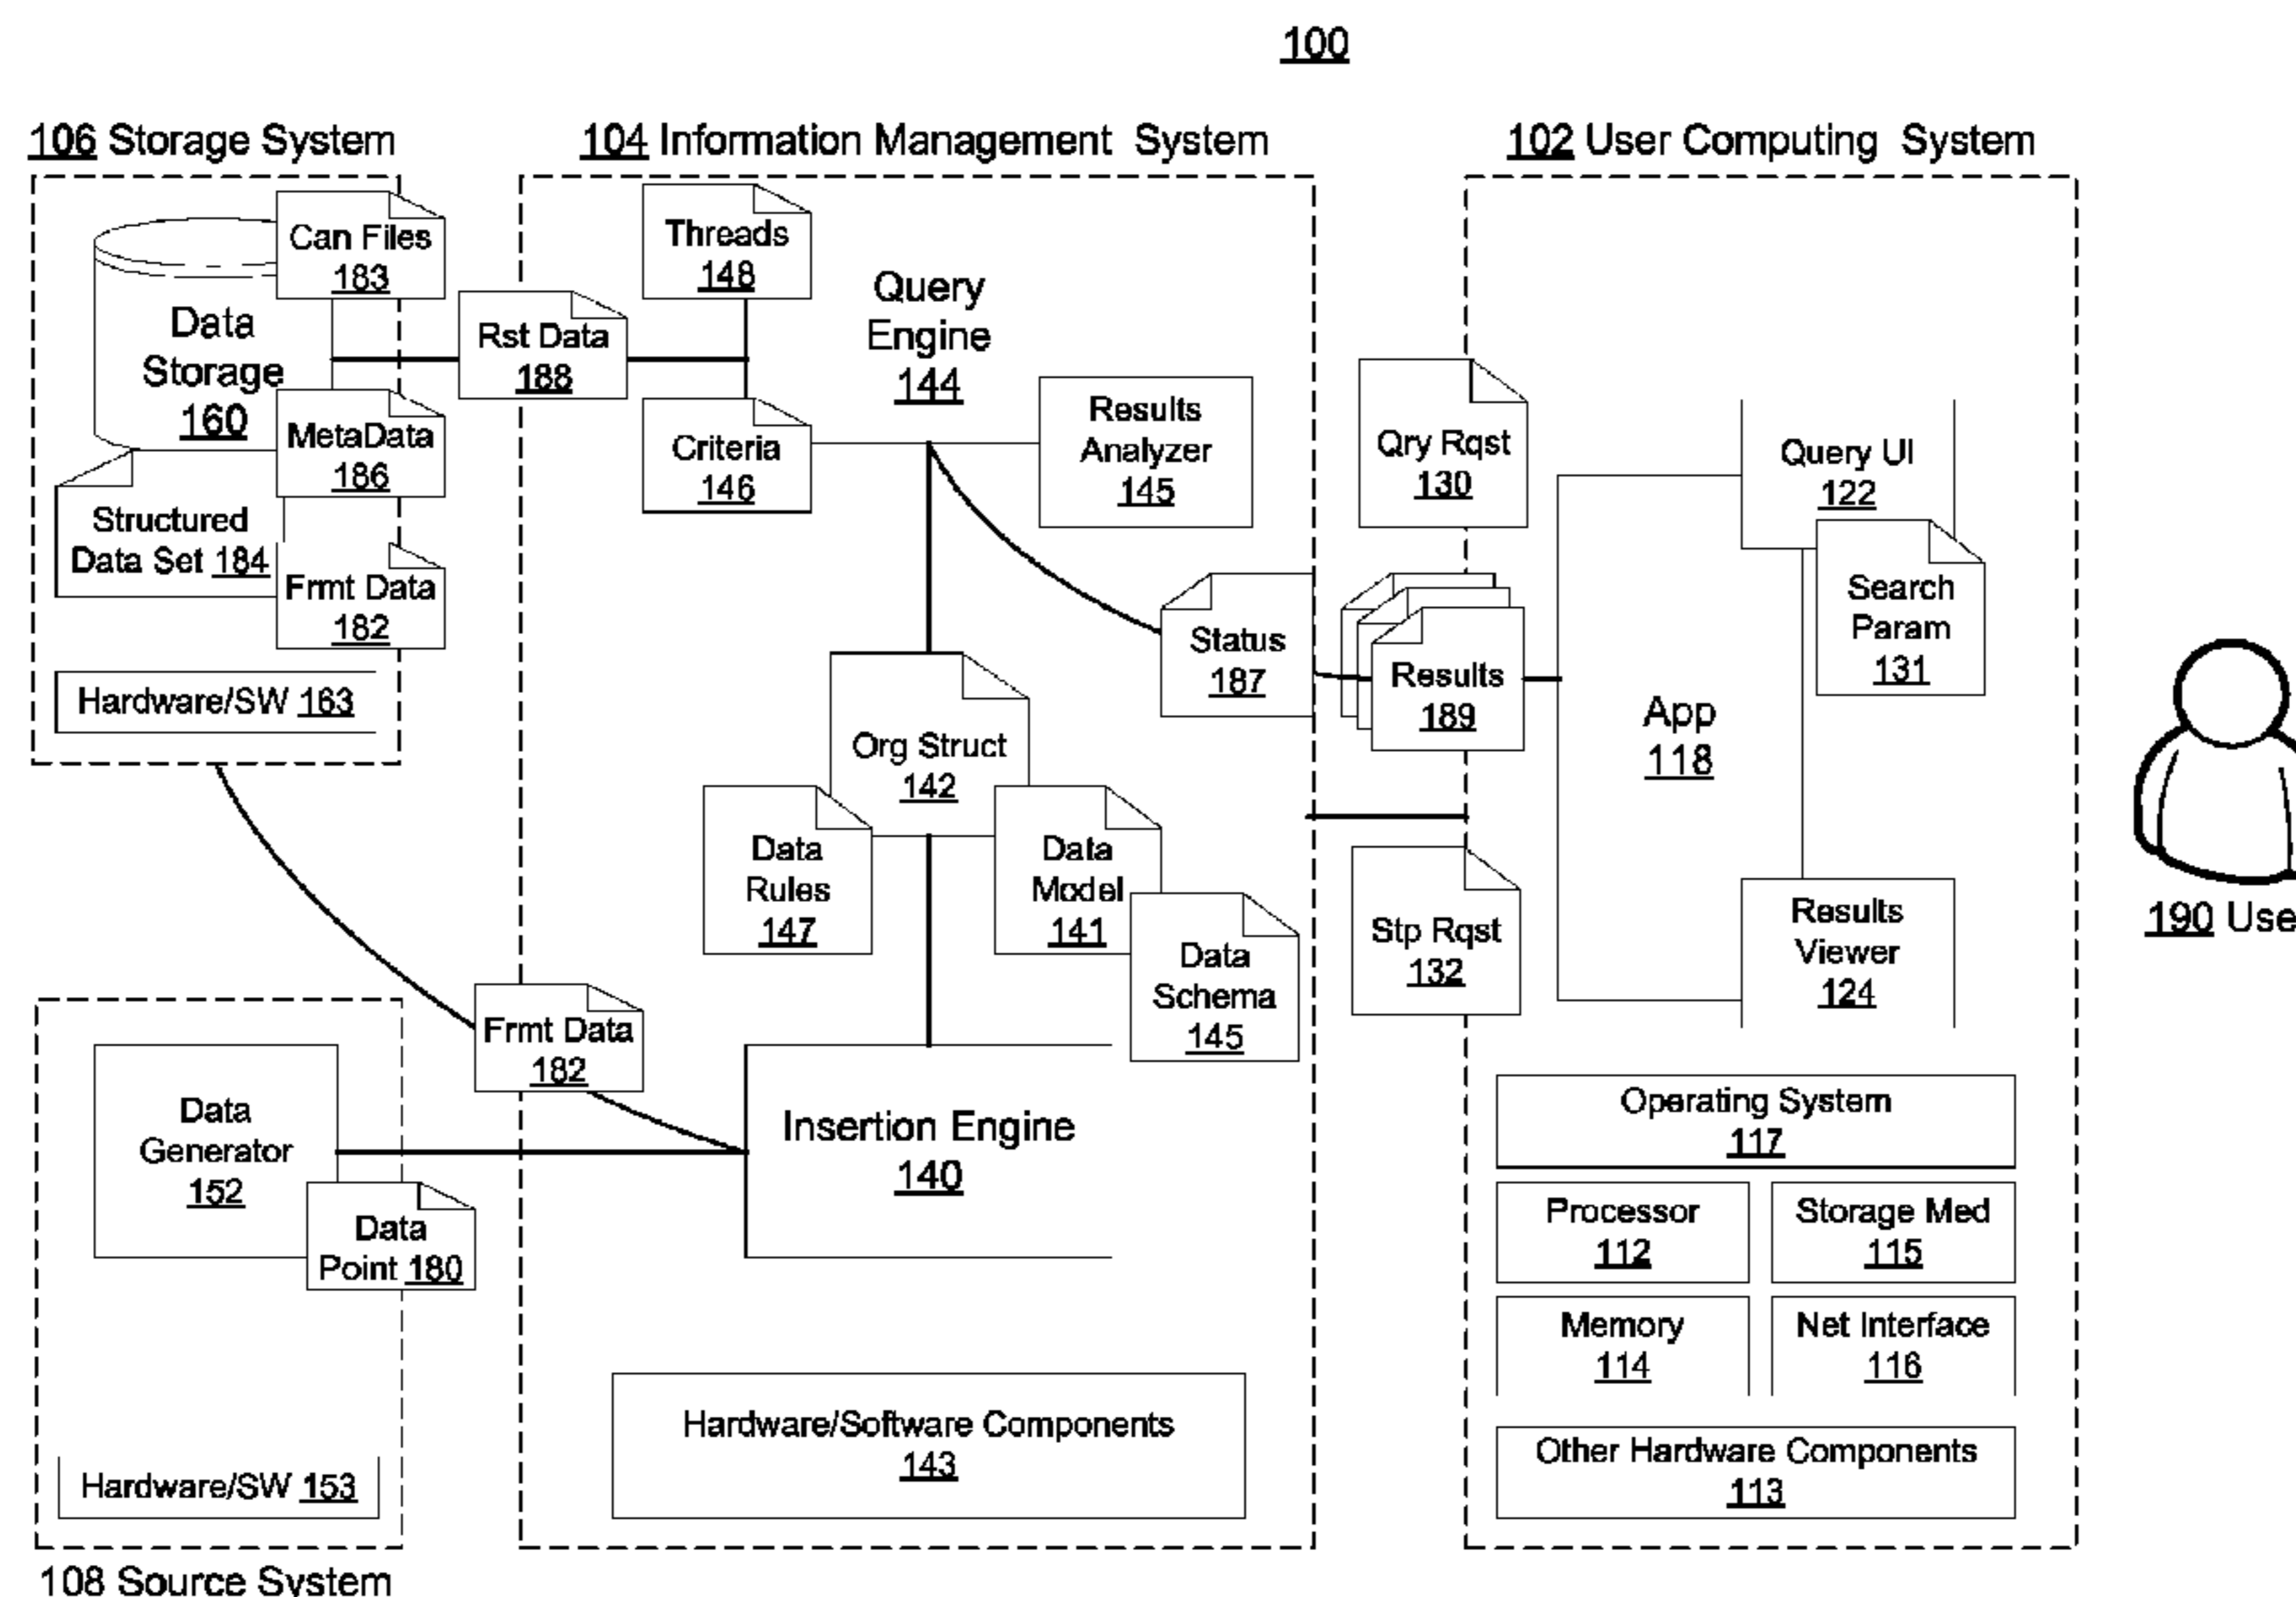 100
106 Storage System
Can Files
183
Data
Storage
160
MetaData
186
Structured
Data Set 184
Frmt Data
182
Hardware/SW 163
Rst Data
188
104 Information Management System
Threads
148
Query
Engine
144
Criteria
146
Results
Analyzer
145
Status
187
Org Struct
142
Data
Rules
147
Data
Model
141
Data
Schema
145
Frmt Data
182
Insertion Engine
140
Hardware/Software Components
143
Data
Generator
152
Data
Point 180
Hardware/SW 153
108 Source System
102 User Computing System
Qry Rqst
130
Results
189
Stp Rqst
132
Query UI
122
Search
Param
131
App
118
Results
Viewer
124
Operating System
117
Processor
112
Storage Med
115
Memory
114
Net Interface
116
Other Hardware Components
113
190 Use